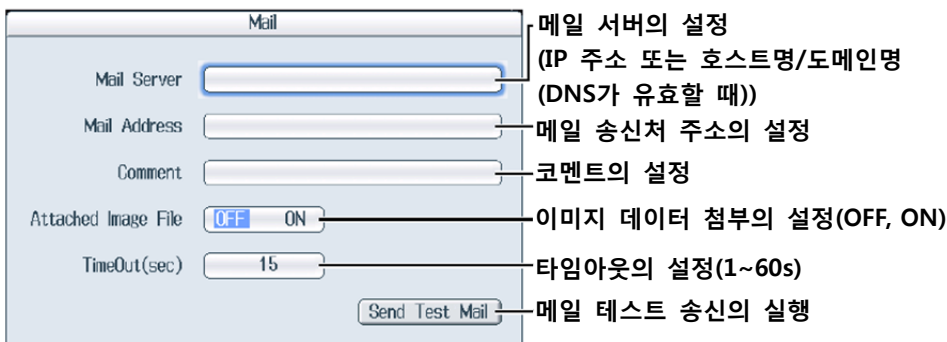 Mail
메일 서버의 설정
(IP 주소 또는 호스트명/도메인명
(DNS가 유효할 때))
Mail Server
Mail Address
메일 송신처 주소의 설정
Comment
코멘트의 설정
Attached Image File
OFF ON
이미지 데이터 첨부의 설정(OFF, ON)
TimeOut(sec)
15
타임아웃의 설정(1~60s)
Send Test Mail
메일 테스트 송신의 실행